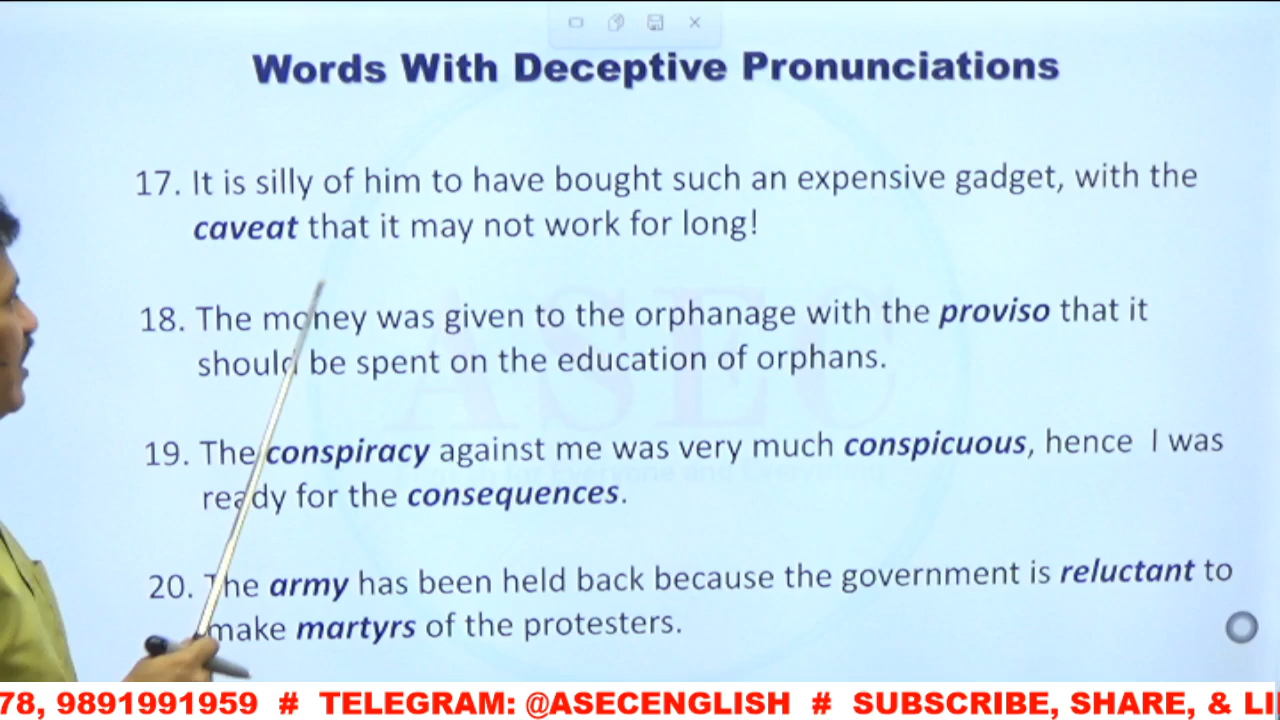 Words With Deceptive Pronunciations
17. It is silly of him to have bought such an expensive gadget, with the
caveat that it may not work for long!
18. The money was given to the orphanage with the proviso that it
should be spent on the education of orphans.
ASEC
19. The conspiracy against me was very much conspicuous, hence I was
ready for the consequences.
20. The army has been held back because the government is reluctant to
make martyrs of the protesters.
78, 9891991959 # TELEGRAM: @ASECENGLISH # SUBSCRIBE, SHARE, & LI